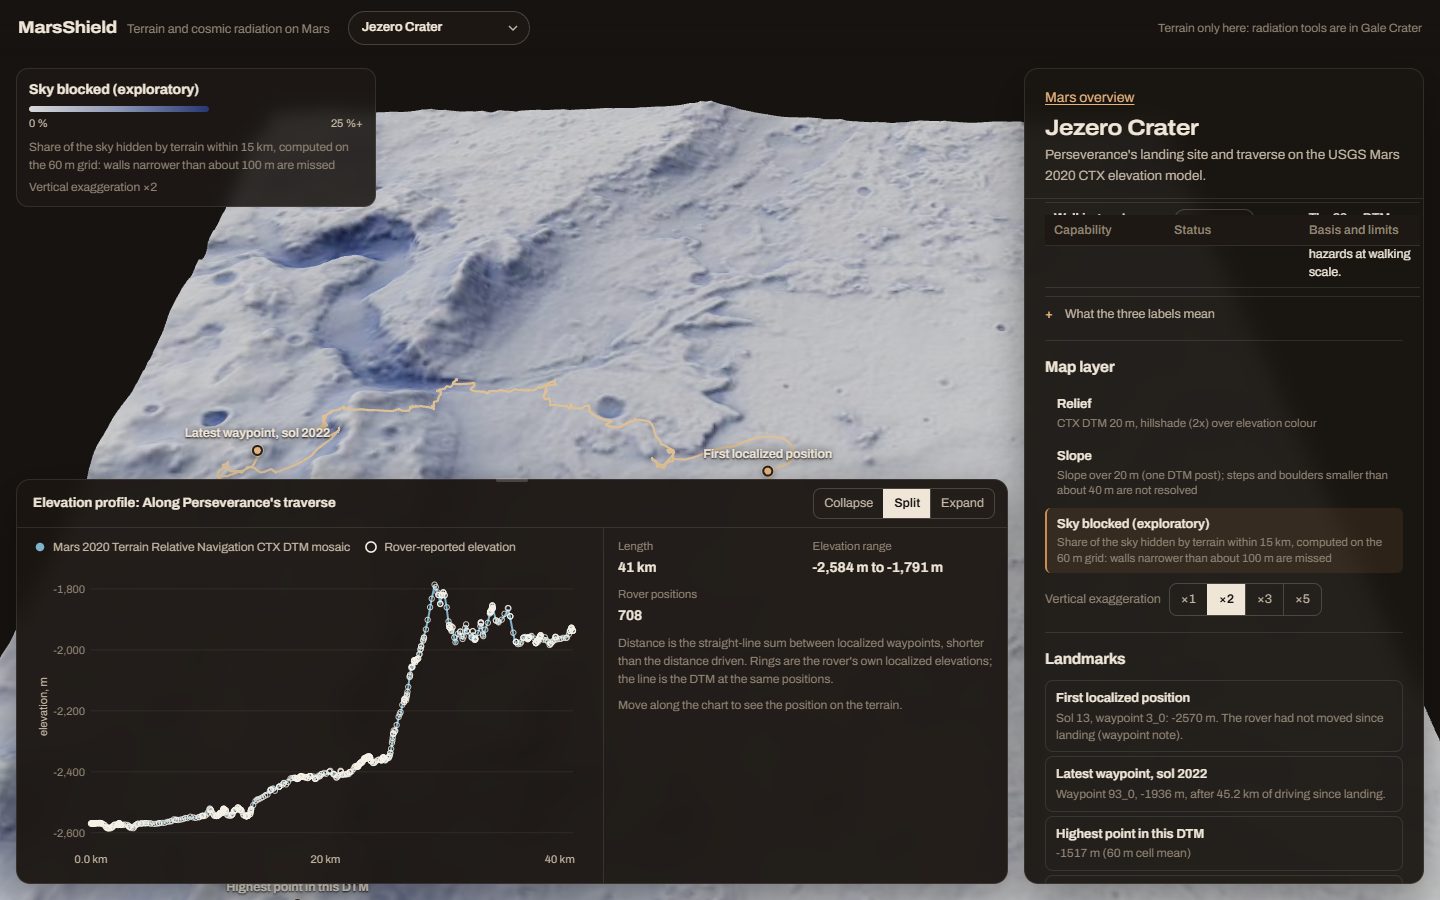 MarsShield Terrain and cosmic radiation on Mars
Jezero Crater
Terrain only here: radiation tools are in Gale Crater
Sky blocked (exploratory)
0 % 25 %+
Share of the sky hidden by terrain within 15 km, computed on
the 60 m grid: walls narrower than about 100 m are missed
Vertical exaggeration ×2
Latest waypoint, sol 2022
First localized position
Highest point in this DTM
Elevation profile: Along Perseverance's traverse
Collapse Split Expand
Mars 2020 Terrain Relative Navigation CTX DTM mosaic Rover-reported elevation
elevation, m
-1,800
-2,000
-2,200
-2,400
-2,600
0.0 km 20 km 40 km
Length Elevation range
41 km -2,584 m to -1,791 m
Rover positions
708
Distance is the straight-line sum between localized waypoints, shorter
than the distance driven. Rings are the rover's own localized elevations;
the line is the DTM at the same positions.
Move along the chart to see the position on the terrain.
Mars overview
Jezero Crater
Perseverance's landing site and traverse on the USGS Mars
2020 CTX elevation model.
Capability Status Basis and limits
hazards at walking
scale.
+ What the three labels mean
Map layer
Relief
CTX DTM 20 m, hillshade (2x) over elevation colour
Slope
Slope over 20 m (one DTM post); steps and boulders smaller than
about 40 m are not resolved
Sky blocked (exploratory)
Share of the sky hidden by terrain within 15 km, computed on the
60 m grid: walls narrower than about 100 m are missed
Vertical exaggeration ×1 ×2 ×3 ×5
Landmarks
First localized position
Sol 13, waypoint 3_0: -2570 m. The rover had not moved since
landing (waypoint note).
Latest waypoint, sol 2022
Waypoint 93_0, -1936 m, after 45.2 km of driving since landing.
Highest point in this DTM
-1517 m (60 m cell mean)